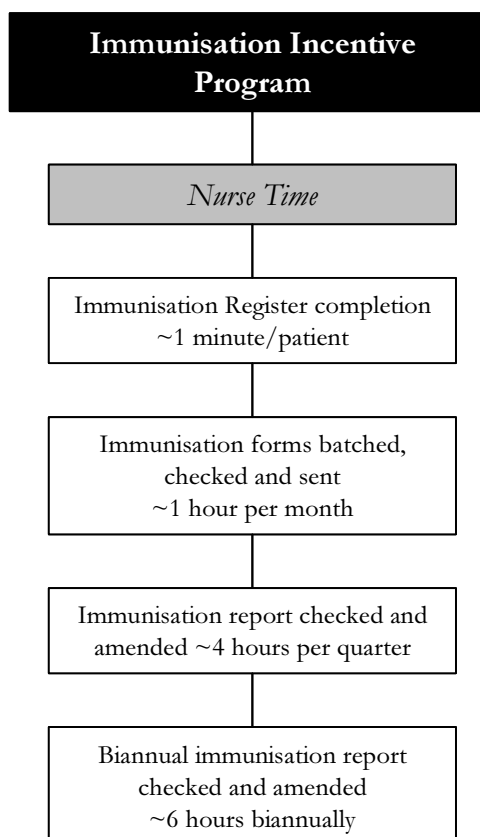 Immunisation Incentive
Program
Nurse Time
Immunisation Register completion
~1 minute/patient
Immunisation forms batched,
checked and sent
~1 hour per month
Immunisation report checked and
amended ~4 hours per quarter
Biannual immunisation report
checked and amended
~6 hours biannually